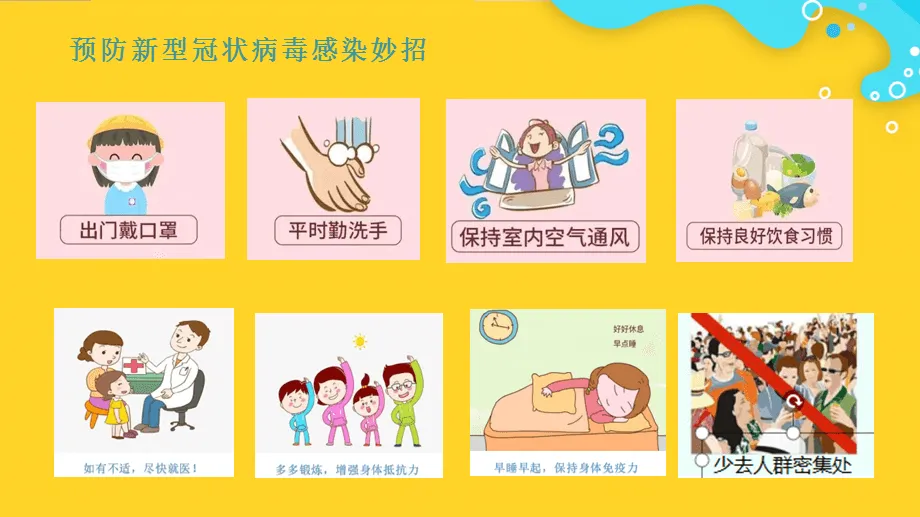 预防新型冠状病毒感染妙招
出门戴口罩
平时勤洗手
保持室内空气通风
保持良好饮食习惯
好好休息
早点睡
如有不适，尽快就医！
多多锻炼，增强身体抵抗力
早睡早起，保持身体免疫力
少去人群密集处